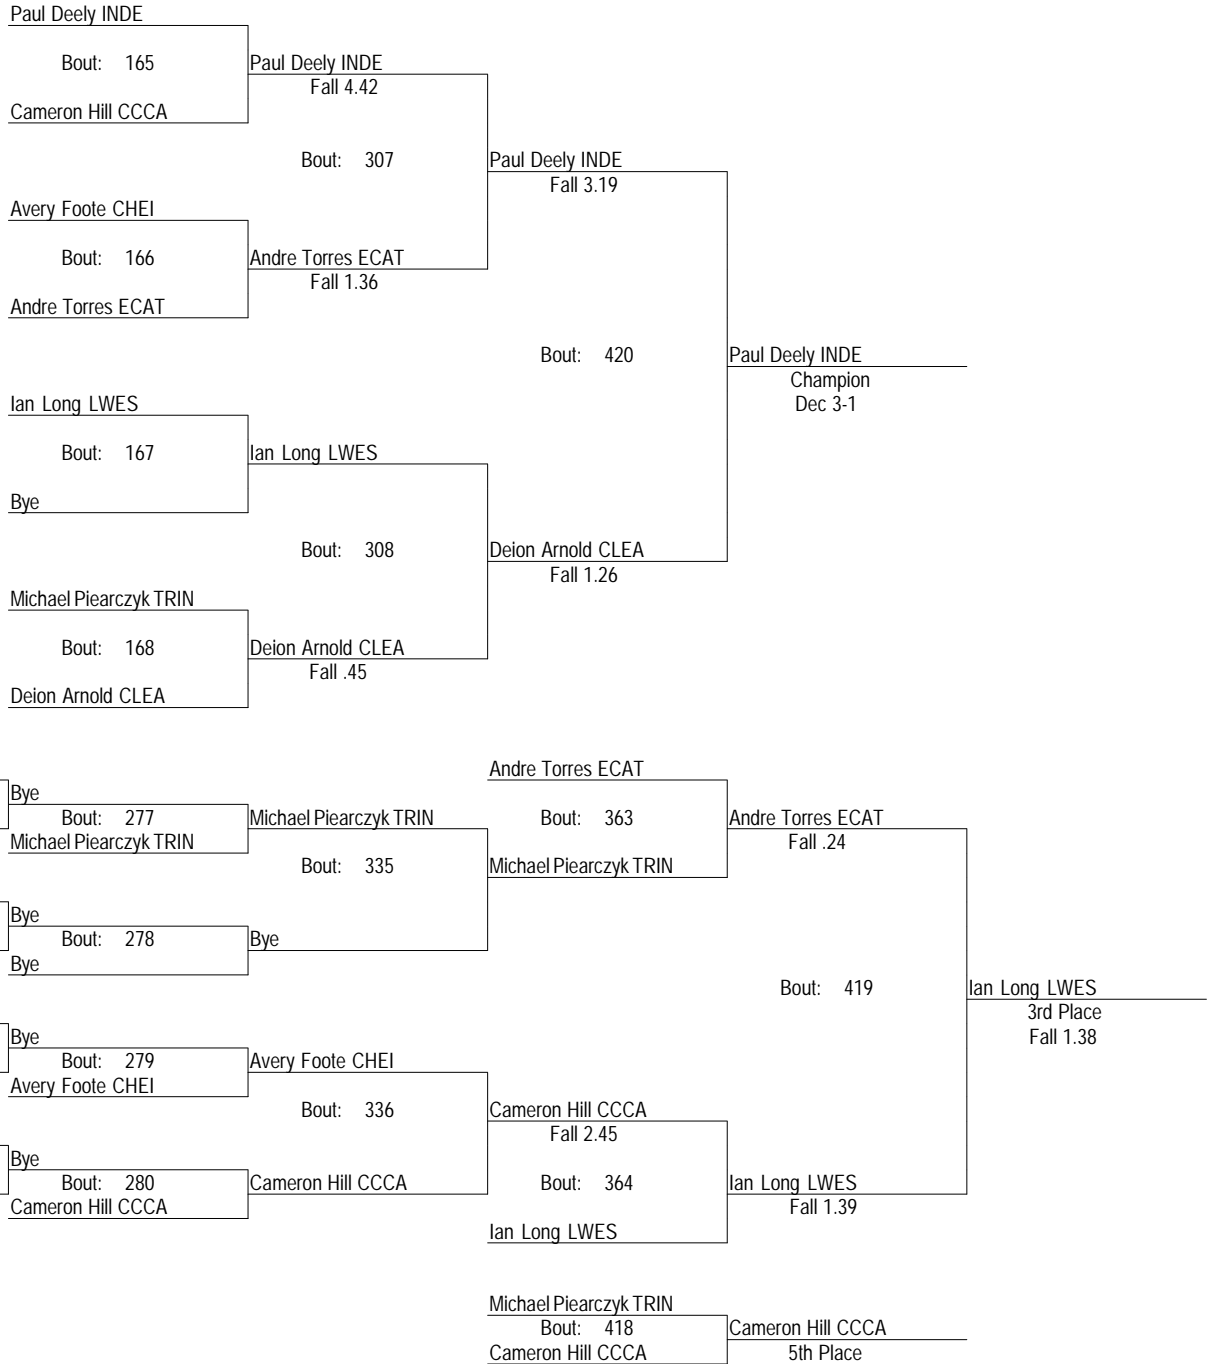 Paul Deely INDE
Bout: 165
Paul Deely INDE
Fall 4.42
Cameron Hill CCCA
Bout: 307
Paul Deely INDE
Fall 3.19
Avery Foote CHEI
Bout: 166
Andre Torres ECAT
Fall 1.36
Andre Torres ECAT
Bout: 420
Paul Deely INDE
Champion
Dec 3-1
Ian Long LWES
Bout: 167
Ian Long LWES
Bye
Bout: 308
Deion Arnold CLEA
Fall 1.26
Michael Piearczyk TRIN
Bout: 168
Deion Arnold CLEA
Fall .45
Deion Arnold CLEA
Andre Torres ECAT
Bye
Bout: 277
Michael Piearczyk TRIN
Bout: 363
Andre Torres ECAT
Michael Piearczyk TRIN
Fall .24
Bout: 335
Michael Piearczyk TRIN
Bye
Bout: 278
Bye
Bye
Bout: 419
Ian Long LWES
3rd Place
Fall 1.38
Bye
Bout: 279
Avery Foote CHEI
Avery Foote CHEI
Bout: 336
Cameron Hill CCCA
Fall 2.45
Bye
Bout: 280
Cameron Hill CCCA
Bout: 364
Ian Long LWES
Cameron Hill CCCA
Fall 1.39
Ian Long LWES
Michael Piearczyk TRIN
Bout: 418
Cameron Hill CCCA
Cameron Hill CCCA
5th Place